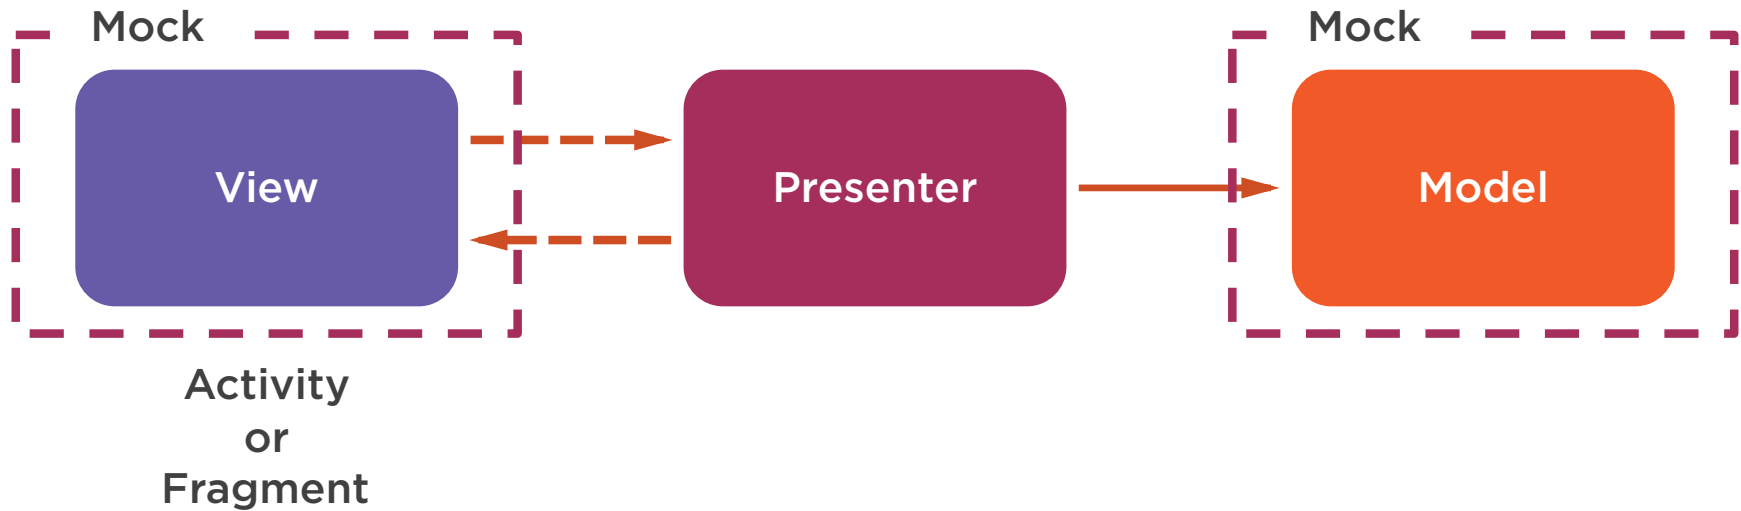 Mock
Mock
View
Presenter
Model
Activity
or
Fragment